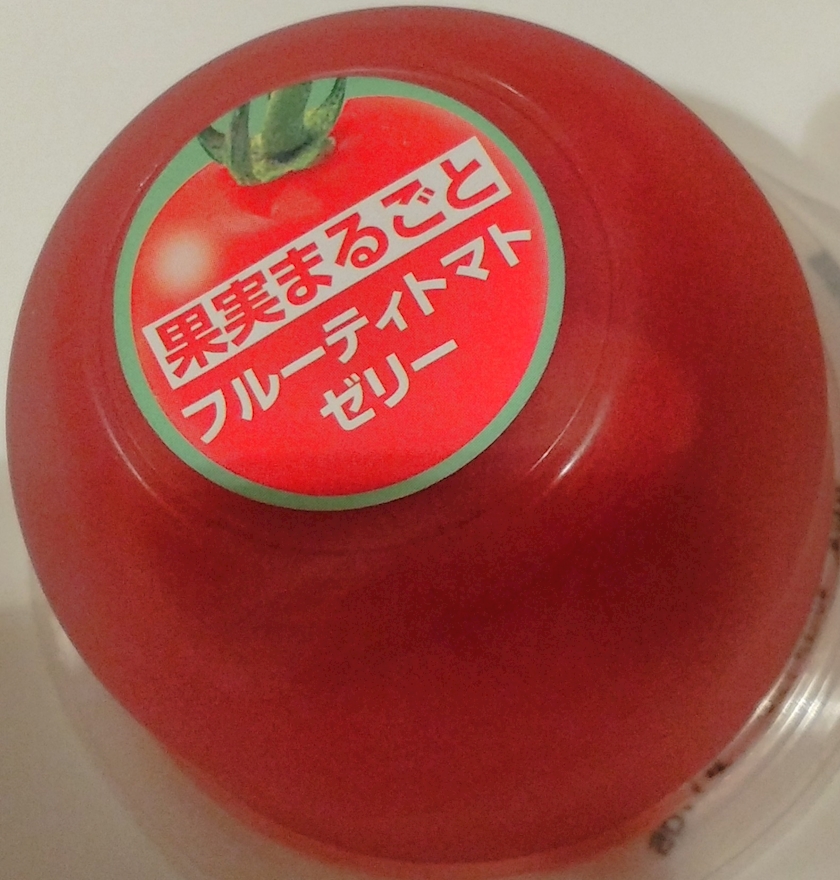 果実まるごと
フルーティトマト
ゼリー